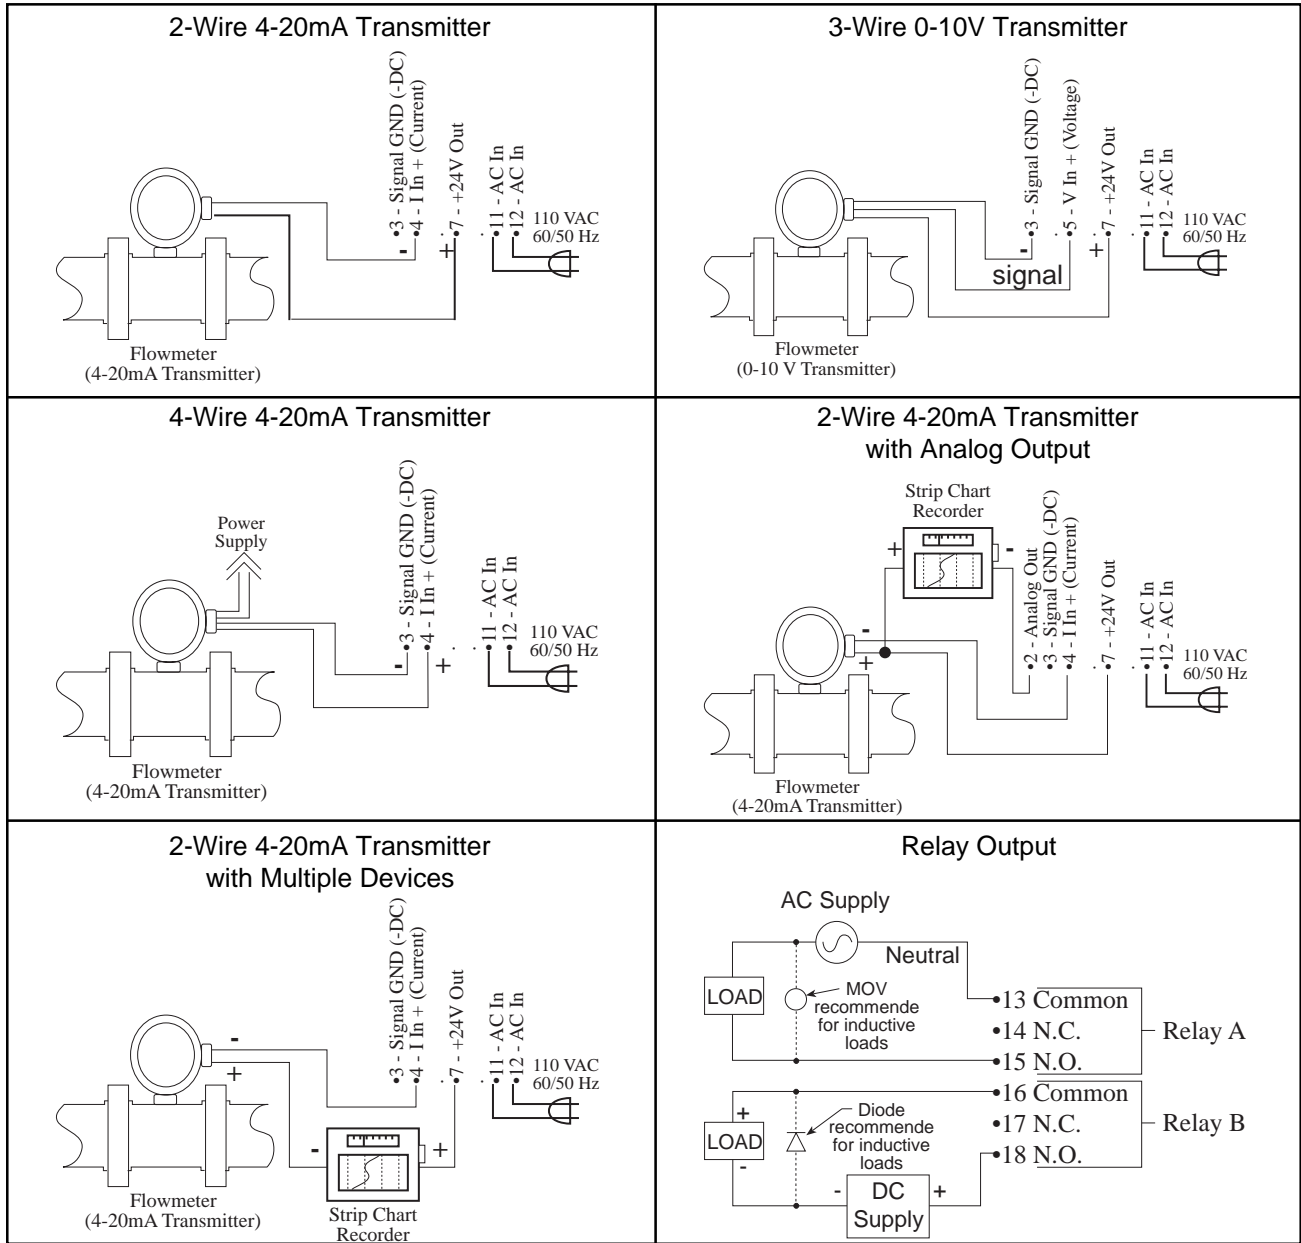 2-Wire 4-20mA Transmitter
3 - Signal GND (-DC)
4 - I In + (Current)
7 - +24V Out
11 - AC In
12 - AC In
110 VAC
60/50 Hz
- +
Flowmeter
(4-20mA Transmitter)
3-Wire 0-10V Transmitter
3 - Signal GND (-DC)
5 - V In + (Voltage)
7 - +24V Out
11 - AC In
12 - AC In
110 VAC
60/50 Hz
- +
signal
Flowmeter
(0-10 V Transmitter)
4-Wire 4-20mA Transmitter
Power
Supply
3 - Signal GND (-DC)
4 - I In + (Current)
11 - AC In
12 - AC In
110 VAC
60/50 Hz
- +
Flowmeter
(4-20mA Transmitter)
2-Wire 4-20mA Transmitter
with Analog Output
Strip Chart
Recorder
+ -
2 - Analog Out
3 - Signal GND (-DC)
4 - I In + (Current)
7 - +24V Out
11 - AC In
12 - AC In
110 VAC
60/50 Hz
-
+
Flowmeter
(4-20mA Transmitter)
2-Wire 4-20mA Transmitter
with Multiple Devices
3 - Signal GND (-DC)
4 - I In + (Current)
7 - +24V Out
11 - AC In
12 - AC In
110 VAC
60/50 Hz
-
+
- +
Flowmeter
(4-20mA Transmitter)
Strip Chart
Recorder
Relay Output
AC Supply
Neutral
LOAD
MOV
recommende
for inductive
loads
13 Common
14 N.C.
15 N.O.
Relay A
16 Common
17 N.C.
18 N.O.
Relay B
+
LOAD
-
Diode
recommende
for inductive
loads
- DC +
Supply